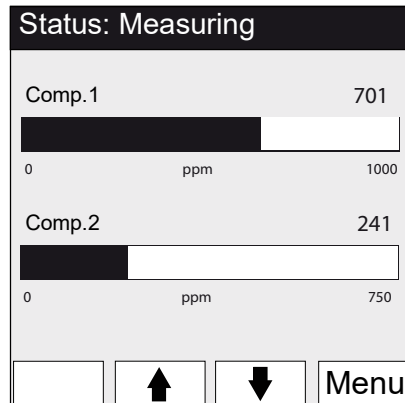 Status: Measuring
Comp.1 701
0 ppm 1000
Comp.2 241
0 ppm 750
Menu